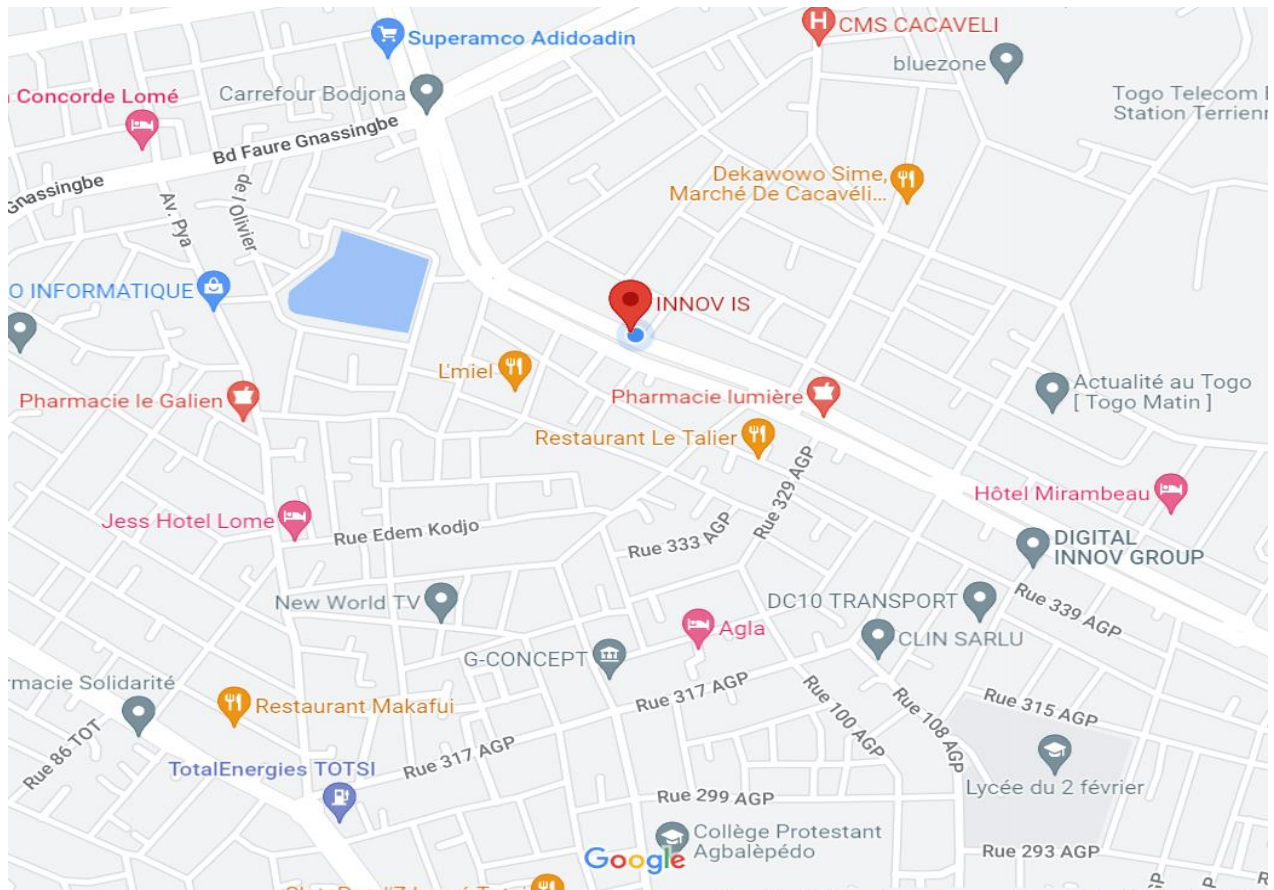 CMS CACAVELI
Superamco Adidoadin
bluezone
Carrefour Bodjona
Concorde Lomé
Togo Telecom
Station Terrienr
Bd Faure Gnassingbe
Gnassingbe
de l Olivier
Av. Pya
Dekawowo Sime,
Marché De Cacavéli...
O INFORMATIQUE
INNOV IS
L'miel
Pharmacie le Galien
Pharmacie lumière
Actualité au Togo
[ Togo Matin ]
Restaurant Le Talier
Rue 329 AGP
Hôtel Mirambeau
Jess Hotel Lome
Rue Edem Kodjo
Rue 333 AGP
DIGITAL
INNOV GROUP
New World TV
DC10 TRANSPORT
Rue 339 AGP
Agla
CLIN SARLU
G-CONCEPT
rmacie Solidarité
Restaurant Makafui
Rue 317 AGP
Rue 315 AGP
Rue 100 AGP
Rue 108 AGP
Rue 86 TOT
Rue 317 AGP
TotalEnergies TOTSI
Lycée du 2 février
Rue 299 AGP
Collège Protestant
Agbalèpédo
Google
Rue 293 AGP